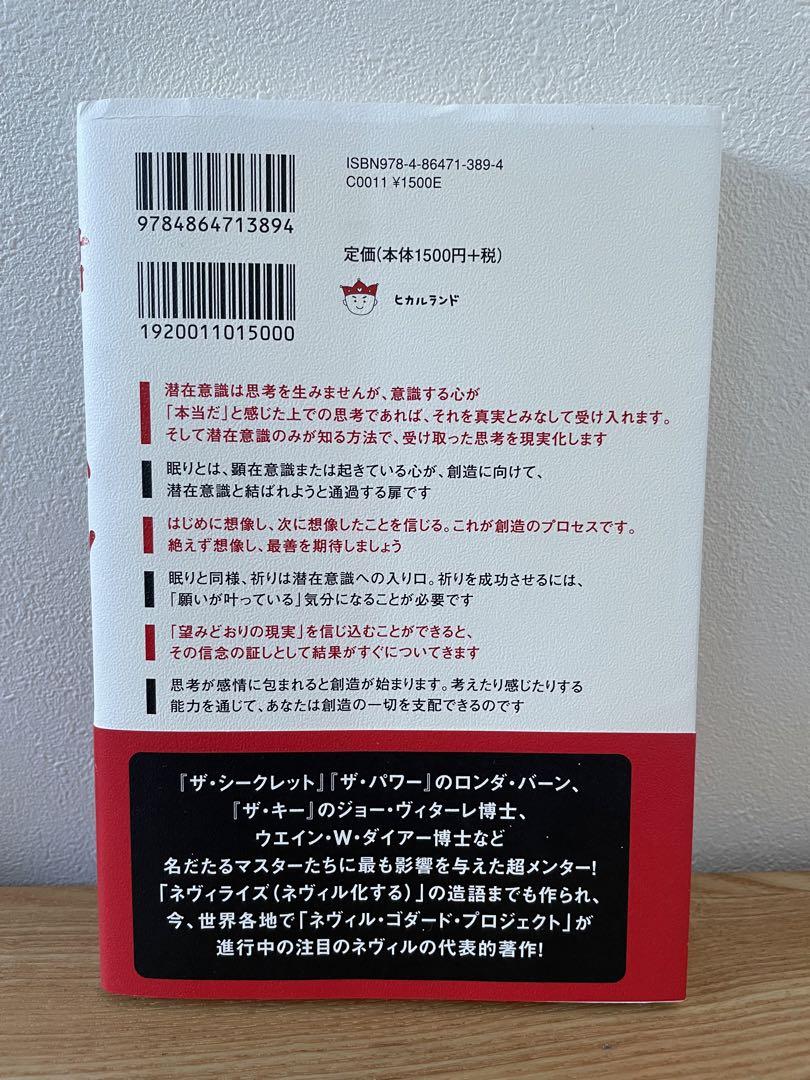 ISBN978-4-86471-389-4
C0011 ¥1500E
9784864713894
定価(本体1500円+税)
1920011015000
ヒカルランド
潜在意識は思考を生みませんが、意識する心が
「本当だ」と感じた上での思考であれば、それを真実とみなして受け入れます。
そして潜在意識のみが知る方法で、受け取った思考を現実化します
眠りとは、顕在意識または起きている心が、創造に向けて、
潜在意識と結ばれようと通過する扉です
はじめに想像し、次に想像したことを信じる。これが創造のプロセスです。
絶えず想像し、最善を期待しましょう
眠りと同様、祈りは潜在意識への入り口。祈りを成功させるには、
「願いが叶っている」気分になることが必要です
「望みどおりの現実」を信じ込むことができると、
その信念の証しとして結果がすぐについてきます
思考が感情に包まれると創造が始まります。考えたり感じたりする
能力を通じて、あなたは創造の一切を支配できるのです
『ザ・シークレット』『ザ・パワー』のロンダ・バーン、
『ザ・キー』のジョー・ヴィターレ博士、
ウエイン・W・ダイアー博士など
名だたるマスターたちに最も影響を与えた超メンター!
「ネヴィライズ(ネヴィル化する)」の造語までも作られ、
今、世界各地で「ネヴィル・ゴダード・プロジェクト」が
進行中の注目のネヴィルの代表的著作!